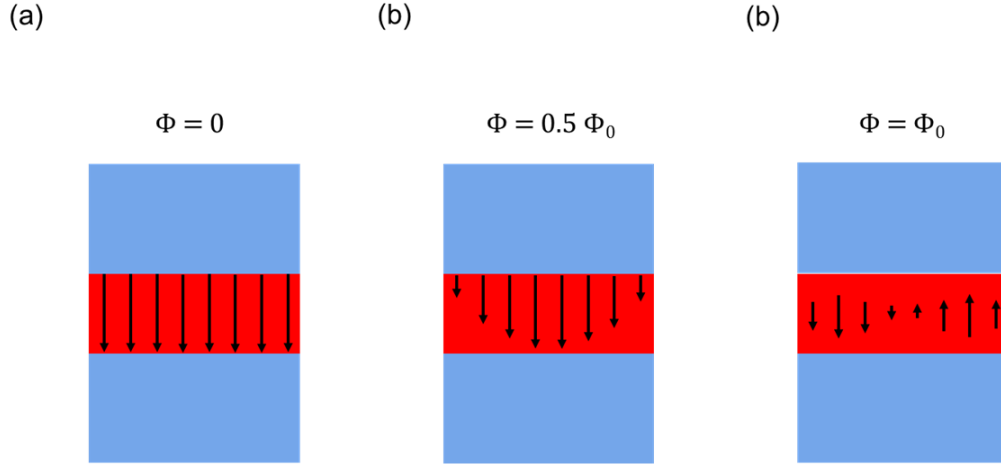 (a)
(b)
(b)
Φ = 0
Φ = 0.5 Φ₀
Φ = Φ₀